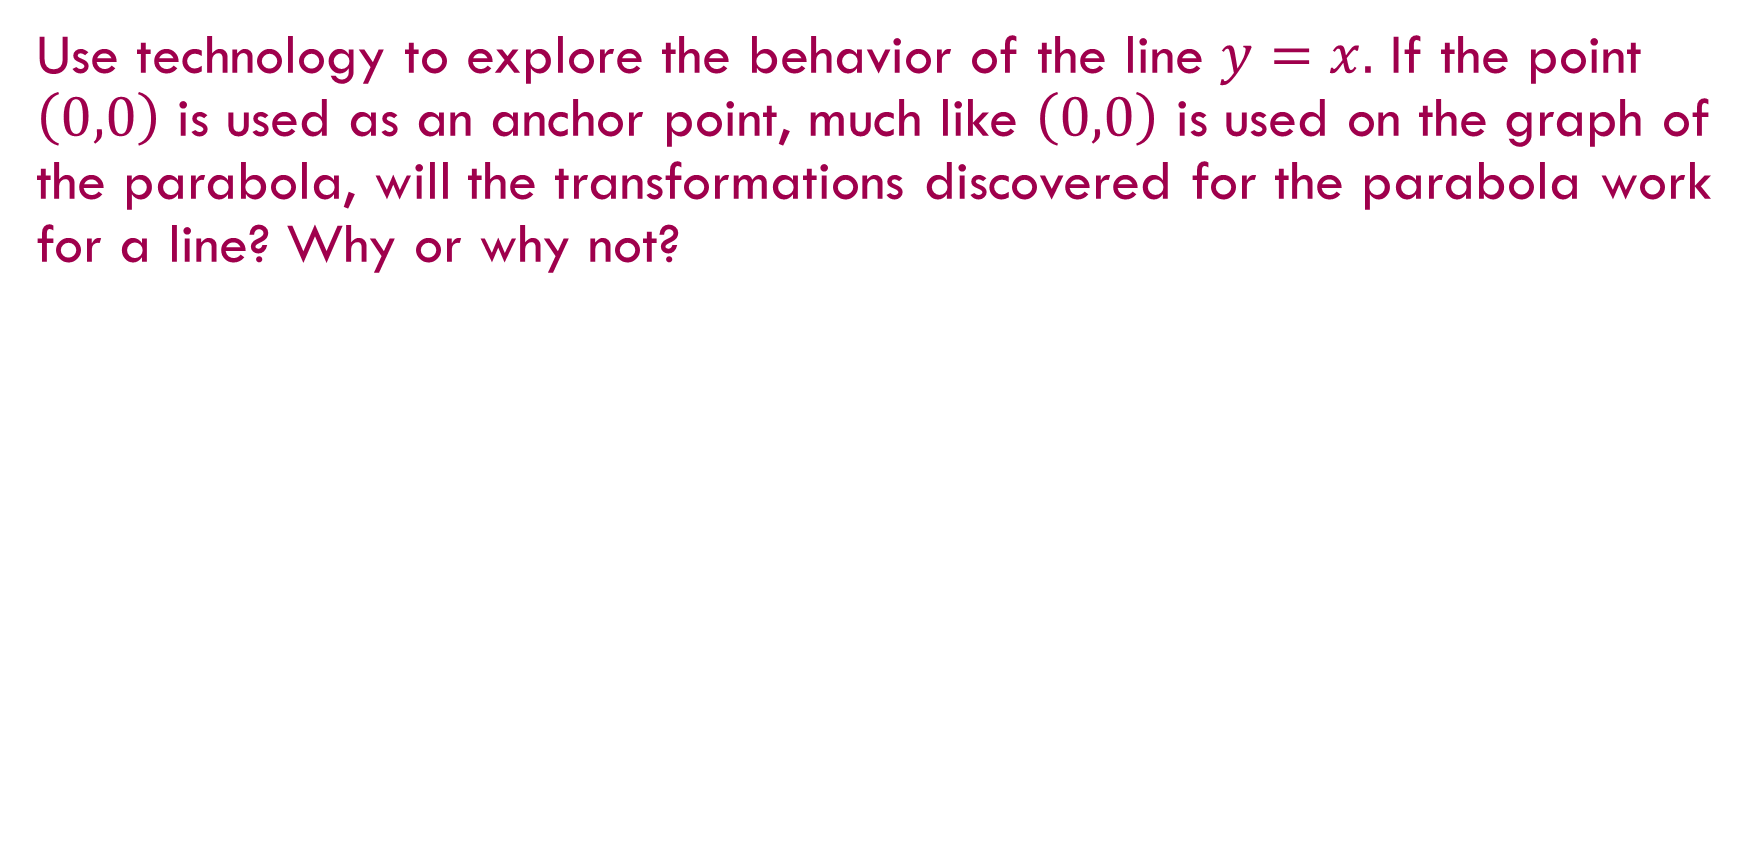 Use technology to explore the behavior of the line y = x. If the point
(0,0) is used as an anchor point, much like (0,0) is used on the graph of
the parabola, will the transformations discovered for the parabola work
for a line? Why or why not?